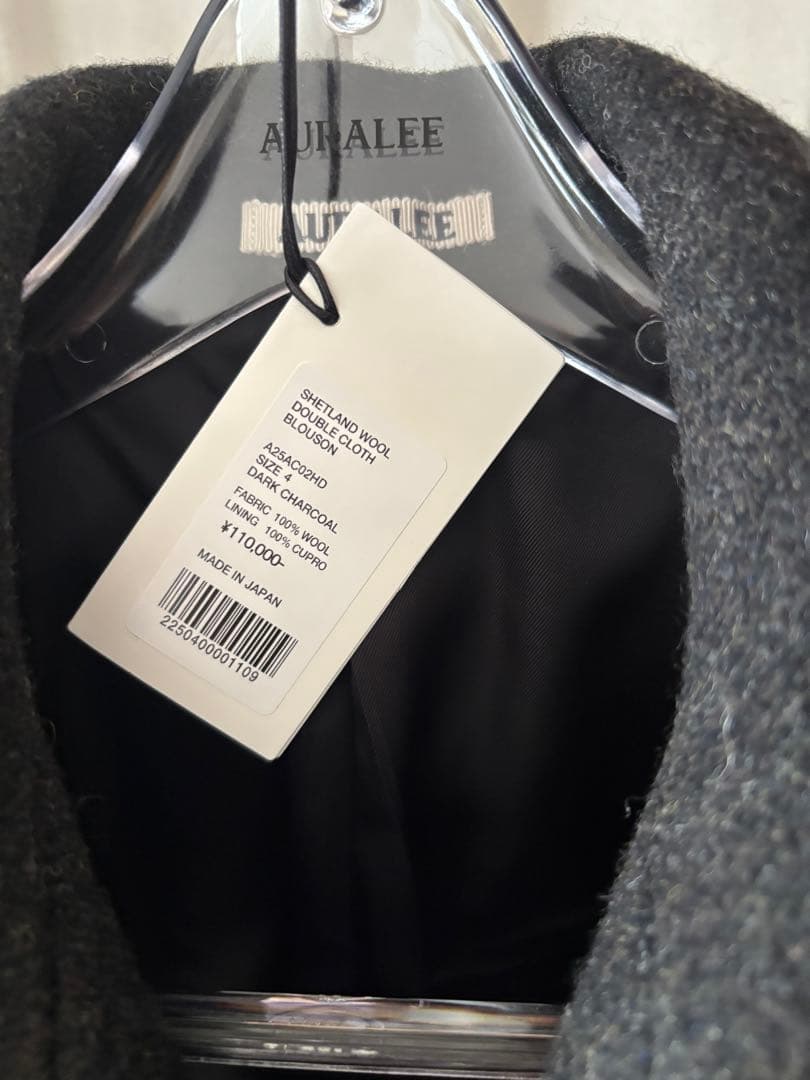 AURALEE
AURALEE
SHETLAND WOOL
DOUBLE CLOTH
BLOUSON
A25AC02HD
SIZE 4
DARK CHARCOAL
FABRIC 100% WOOL
LINING 100% CUPRO
¥110,000-
MADE IN JAPAN
2250400001109